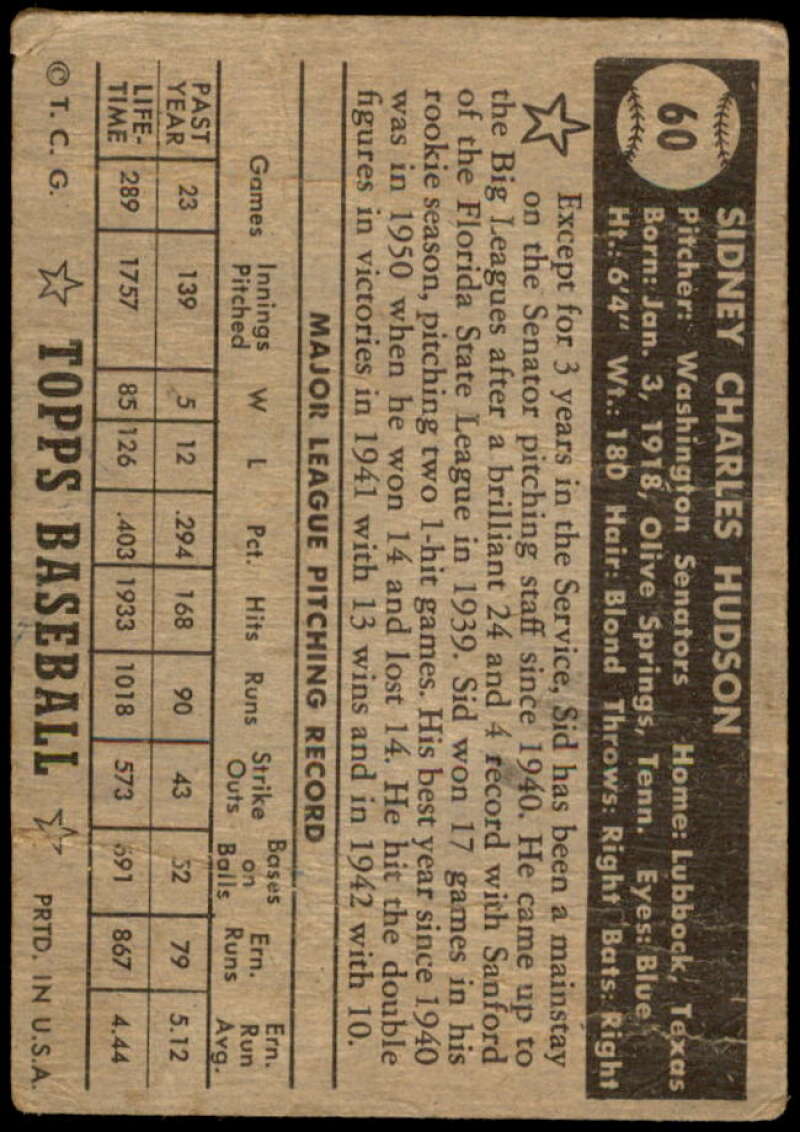 60
SIDNEY CHARLES HUDSON
Pitcher: Washington Senators Home: Lubbock, Texas
Born: Jan. 3, 1918, Olive Springs, Tenn. Eyes: Blue
Ht.: 6'4" Wt.: 180 Hair: Blond Throws: Right Bats: Right
Except for 3 years in the Service, Sid has been a mainstay
on the Senator pitching staff since 1940. He came up to
the Big Leagues after a brilliant 24 and 4 record with Sanford
of the Florida State League in 1939. Sid won 17 games in his
rookie season, pitching two 1-hit games. His best year since 1940
was in 1950 when he won 14 and lost 14. He hit the double
figures in victories in 1941 with 13 wins and in 1942 with 10.
MAJOR LEAGUE PITCHING RECORD
Games Innings Pitched W L Pct. Hits Runs Strike Outs Bases on Balls Ern. Runs Ern. Run Avg.
PAST YEAR 23 139 5 12 .294 168 90 43 52 79 5.12
LIFE-TIME 289 1757 85 126 .403 1933 1018 573 691 867 4.44
© T. C. G. TOPPS BASEBALL PRTD. IN U.S.A.